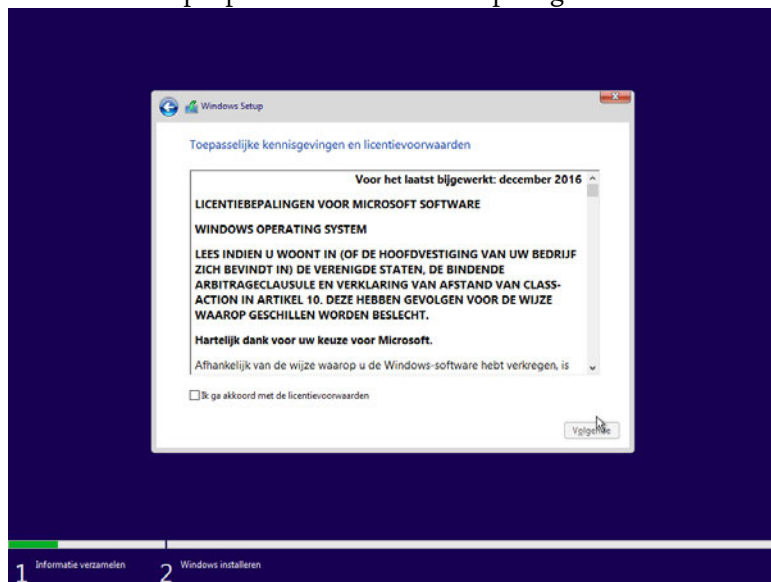 Windows Setup
Toepasselijke kennisgevingen en licentievoorwaarden
Voor het laatst bijgewerkt: december 2016
LICENTIEBEPALINGEN VOOR MICROSOFT SOFTWARE
WINDOWS OPERATING SYSTEM
LEES INDIEN U WOONT IN (OF DE HOOFDVESTIGING VAN UW BEDRIJF
ZICH BEVINDT IN) DE VERENIGDE STATEN, DE BINDENDE
ARBITRAGECLAUSULE EN VERKLARING VAN AFSTAND VAN CLASS-
ACTION IN ARTIKEL 10. DEZE HEBBEN GEVOLGEN VOOR DE WIJZE
WAAROP GESCHILLEN WORDEN BESLECHT.
Hartelijk dank voor uw keuze voor Microsoft.
Afhankelijk van de wijze waarop u de Windows-software hebt verkregen, is
Ik ga akkoord met de licentievoorwaarden
Volgende
1 Informatie verzamelen
2 Windows installeren